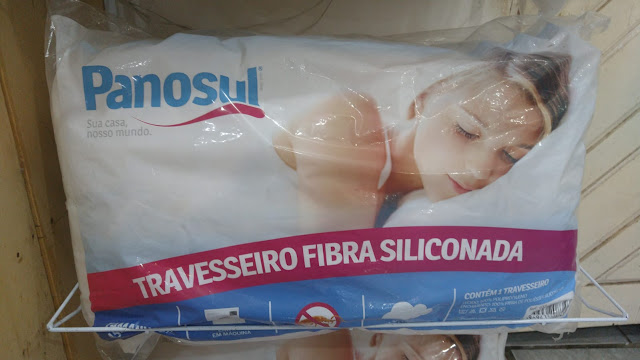 Panosul
Sua casa,
nosso mundo.
TRAVESSEIRO FIBRA SILICONADA
CONTÉM 1 TRAVESSEIRO
EM MÁQUINA